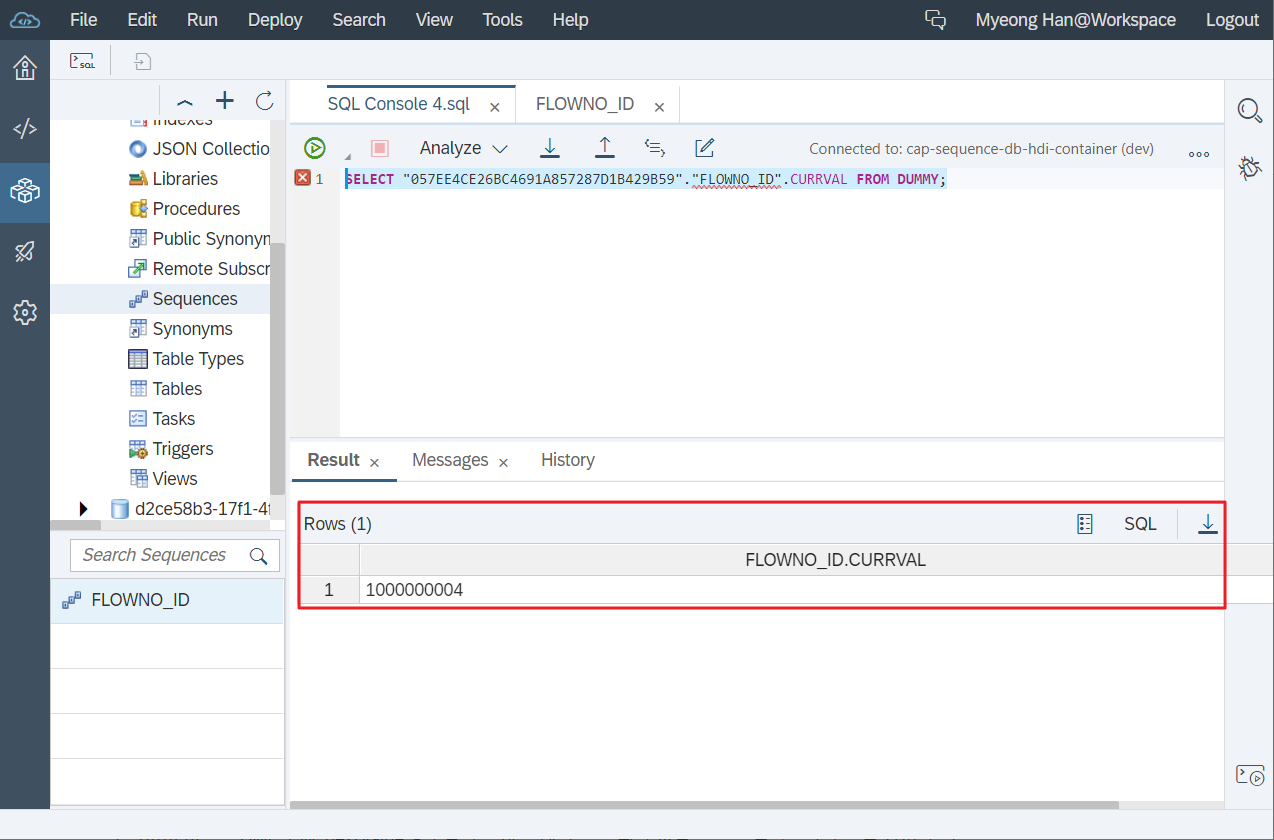 File Edit Run Deploy Search View Tools Help Myeong Han@Workspace Logout
SQL
SQL Console 4.sql × FLOWNO_ID ×
Analyze Connected to: cap-sequence-db-hdi-container (dev)
1 SELECT "057EE4CE26BC4691A857287D1B429B59"."FLOWNO_ID".CURRVAL FROM DUMMY;
Indexes
JSON Collectio
Libraries
Procedures
Public Synonym
Remote Subscr
Sequences
Synonyms
Table Types
Tables
Tasks
Triggers
Views
d2ce58b3-17f1-4f
Search Sequences
FLOWNO_ID
Result × Messages × History
Rows (1) SQL
FLOWNO_ID.CURRVAL
1 1000000004